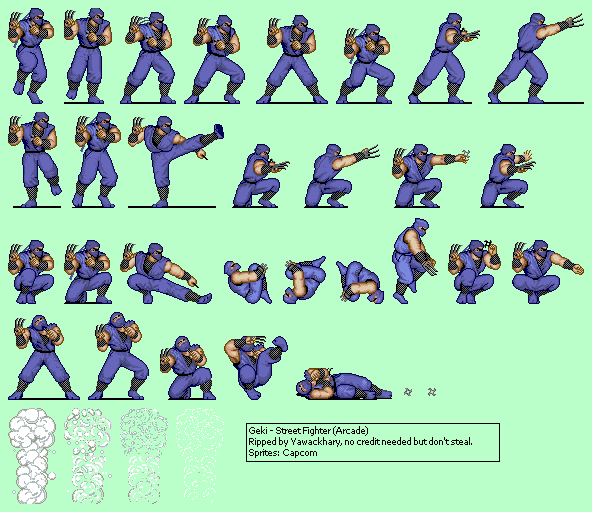 Geki - Street Fighter (Arcade)
Ripped by Yawackhary, no credit needed but don't steal.
Sprites: Capcom